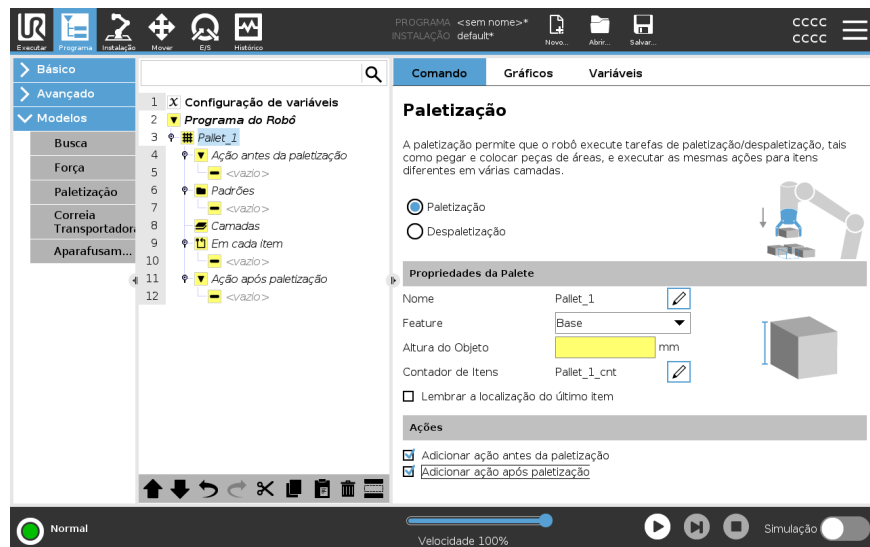 PROGRAMA <sem nome>*
INSTALAÇÃO default*
CCCC
CCCC
Executar Programa Instalação Mover E/S Histórico Novo... Abrir... Salvar...
Básico
Avançado
Modelos
Busca
Força
Paletização
Correia
Transportador
Aparafusam...
1 X Configuração de variáveis
2 Programa do Robô
3 Pallet_1
4 Ação antes da paletização
5 <vazio>
6 Padrões
7 <vazio>
8 Camadas
9 Em cada item
10 <vazio>
11 Ação após paletização
12 <vazio>
Comando Gráficos Variáveis
Paletização
A paletização permite que o robô execute tarefas de paletização/despaletização, tais
como pegar e colocar peças de áreas, e executar as mesmas ações para itens
diferentes em várias camadas.
Paletização
Despaletização
Propriedades da Palete
Nome Pallet_1
Feature Base
Altura do Objeto mm
Contador de Itens Pallet_1_cnt
Lembrar a localização do último item
Ações
Adicionar ação antes da paletização
Adicionar ação após paletização
Normal
Velocidade 100%
Simulação